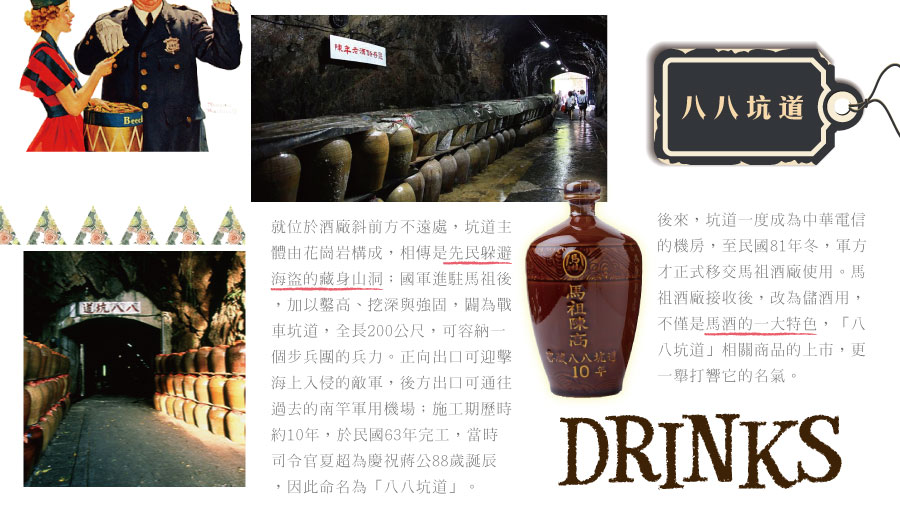 Beec
陳年老酒儲存區
八八坑道
道坑八八
就位於酒廠斜前方不遠處，坑道主
體由花崗岩構成，相傳是先民躲避
海盜的藏身山洞；國軍進駐馬祖後
，加以鑿高、挖深與強固，闢為戰
車坑道，全長200公尺，可容納一
個步兵團的兵力。正向出口可迎擊
海上入侵的敵軍，後方出口可通往
過去的南竿軍用機場；施工期歷時
約10年，於民國63年完工，當時
司令官夏超為慶祝蔣公88歲誕辰
，因此命名為「八八坑道」。
馬祖陳高
窖藏八八坑道
10年
後來，坑道一度成為中華電信
的機房，至民國81年冬，軍方
才正式移交馬祖酒廠使用。馬
祖酒廠接收後，改為儲酒用，
不僅是馬酒的一大特色，「八
八坑道」相關商品的上市，更
一舉打響它的名氣。
DRINKS